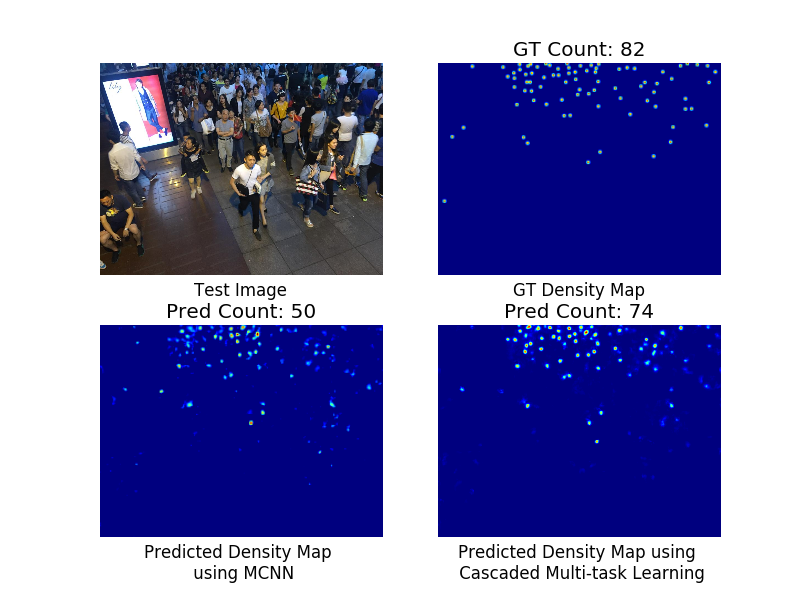 GT Count: 82
Test Image
GT Density Map
Pred Count: 50
Pred Count: 74
Predicted Density Map
using MCNN
Predicted Density Map using
Cascaded Multi-task Learning